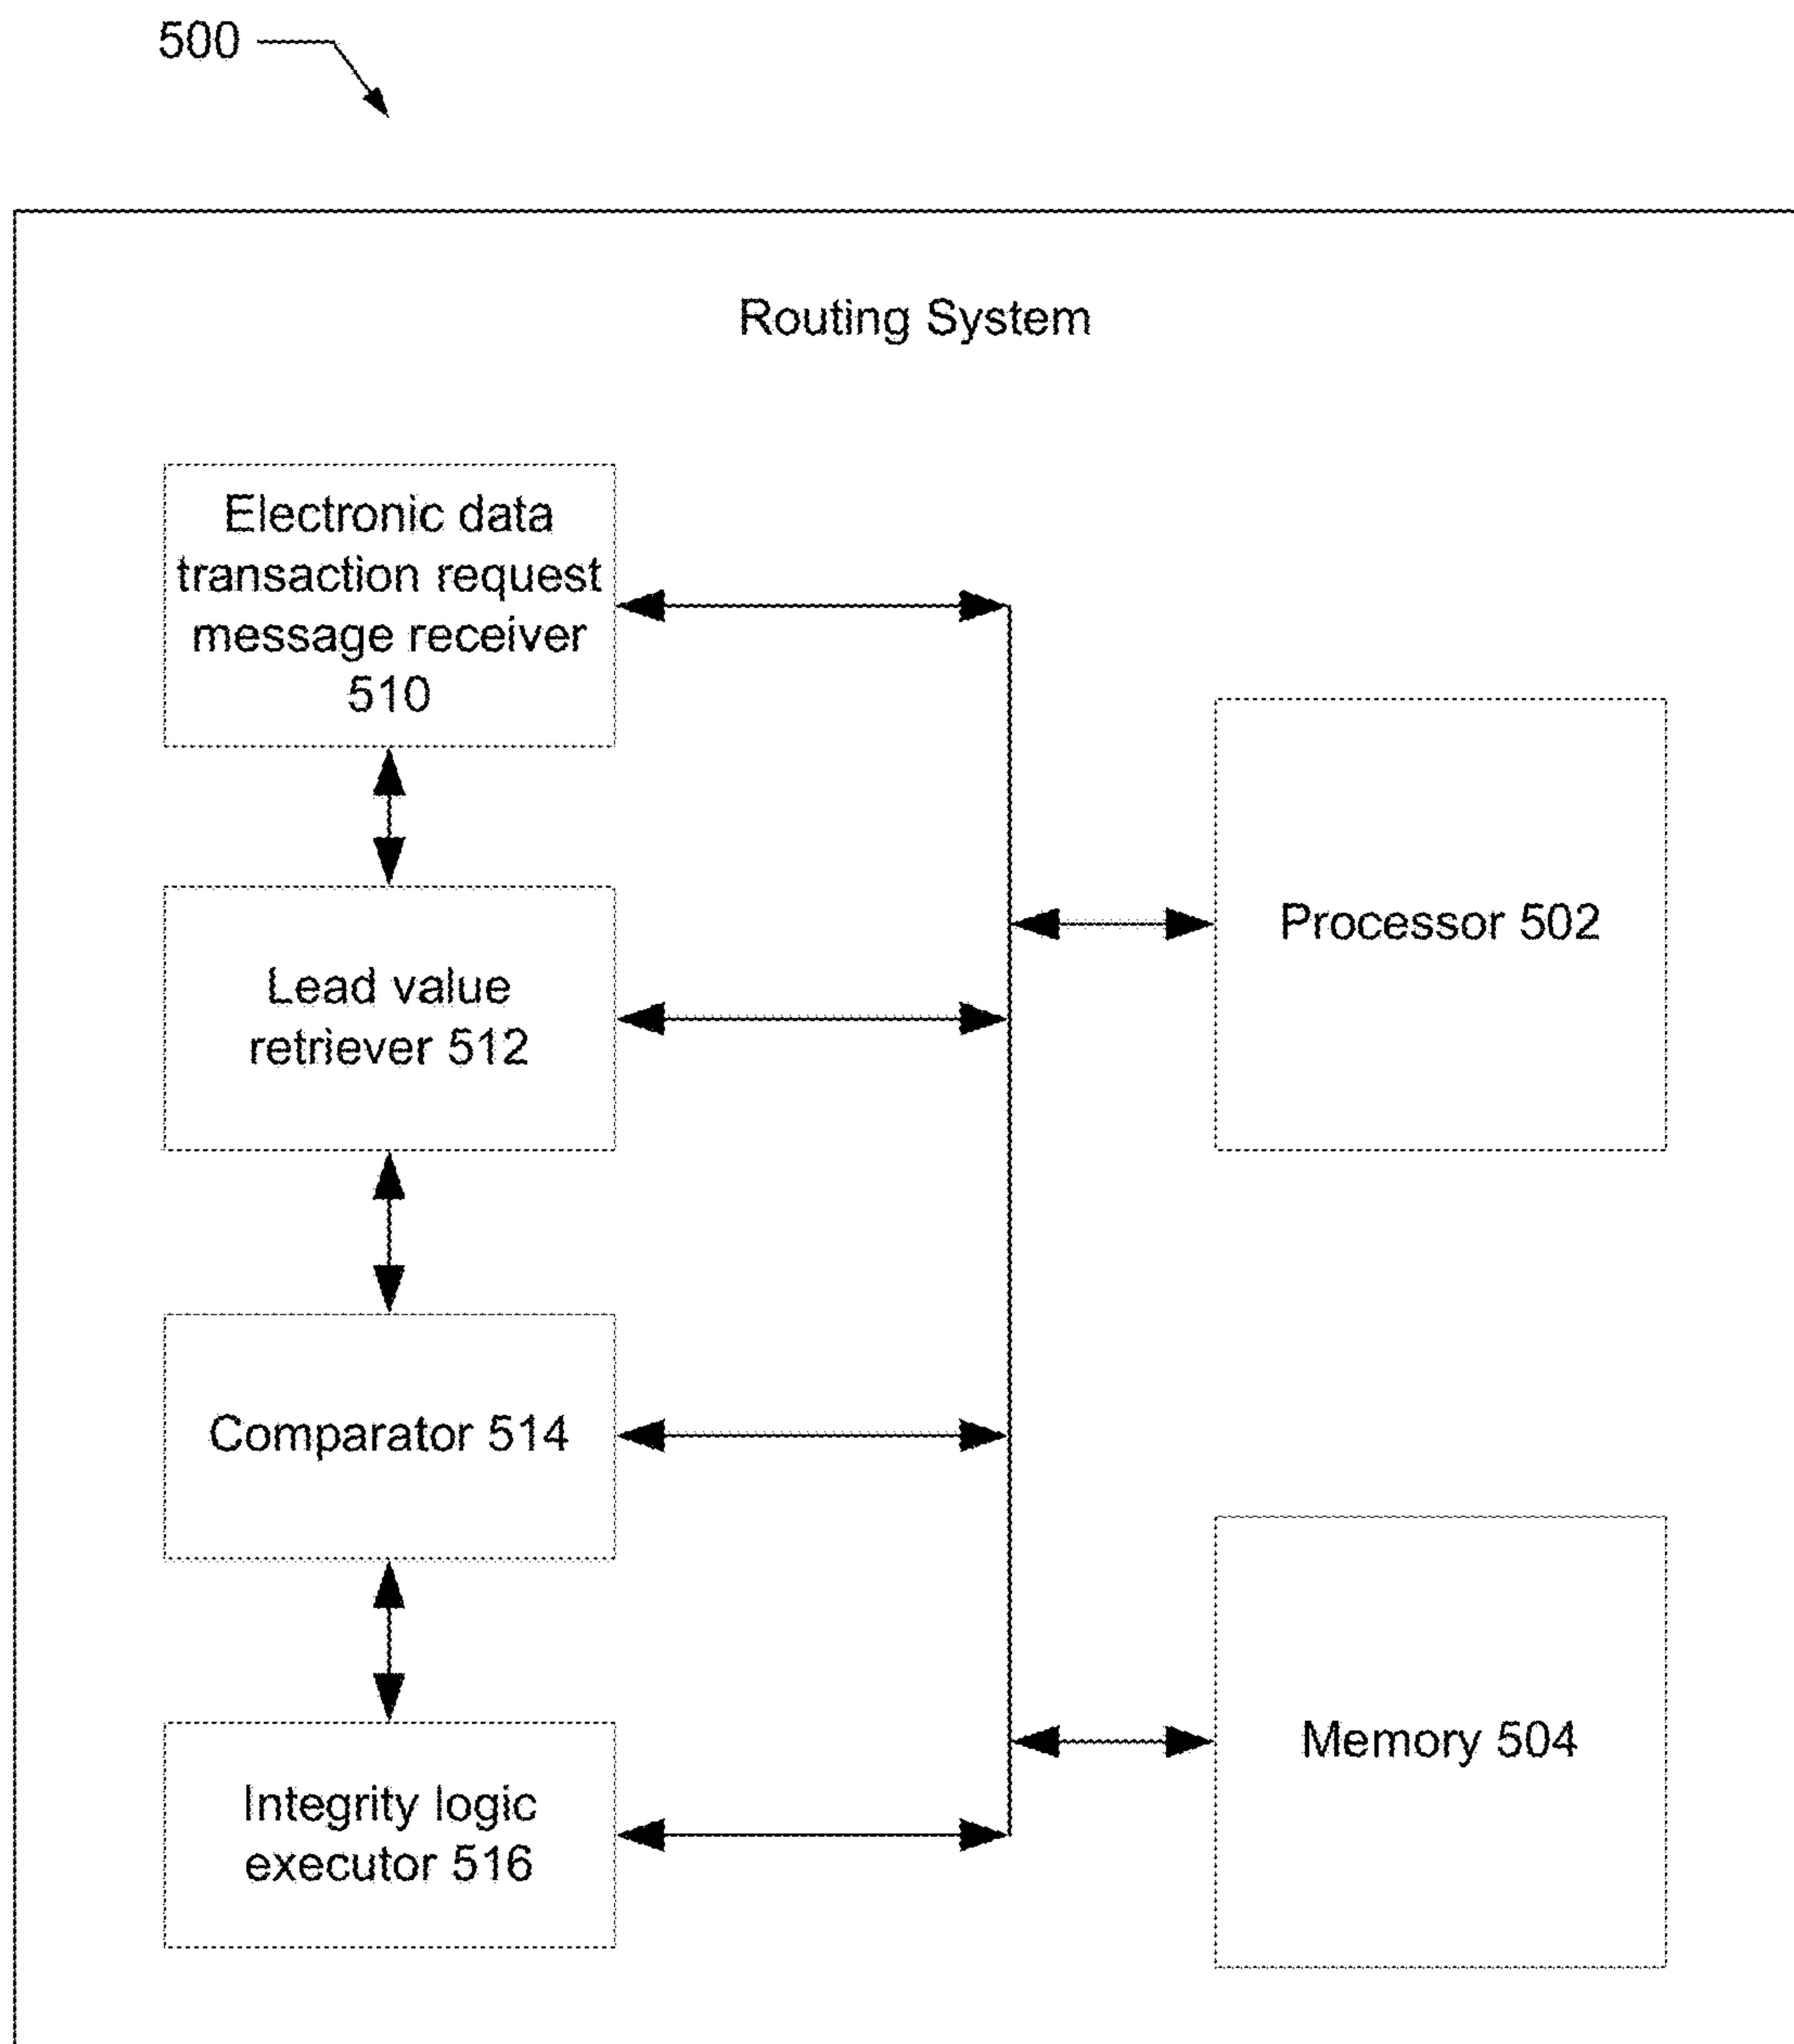 500
Routing System
Electronic data
transaction request
message receiver
510
Lead value
retriever 512
Comparator 514
Integrity logic
executor 516
Processor 502
Memory 504